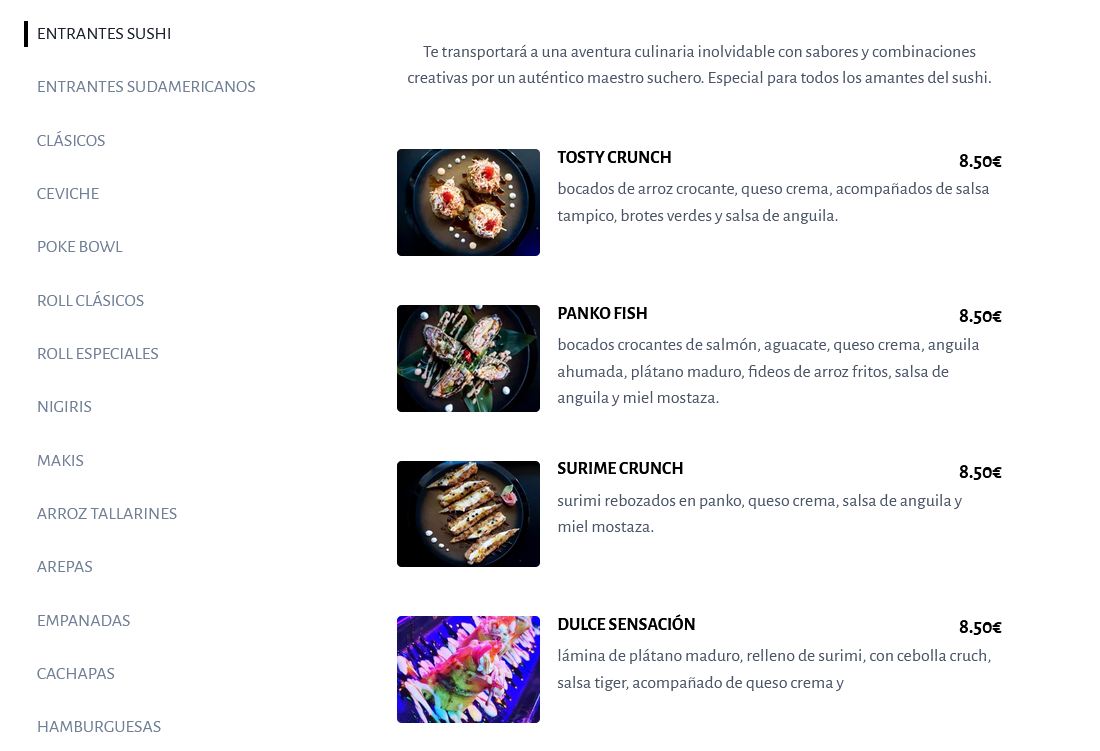 ENTRANTES SUSHI
ENTRANTES SUDAMERICANOS
CLÁSICOS
CEVICHE
POKE BOWL
ROLL CLÁSICOS
ROLL ESPECIALES
NIGIRIS
MAKIS
ARROZ TALLARINES
AREPAS
EMPANADAS
CACHAPAS
HAMBURGUESAS
Te transportará a una aventura culinaria inolvidable con sabores y combinaciones
creativas por un auténtico maestro suchero. Especial para todos los amantes del sushi.
TOSTY CRUNCH 8.50€
bocados de arroz crocante, queso crema, acompañados de salsa
tampico, brotes verdes y salsa de anguila.
PANKO FISH 8.50€
bocados crocantes de salmón, aguacate, queso crema, anguila
ahumada, plátano maduro, fideos de arroz fritos, salsa de
anguila y miel mostaza.
SURIME CRUNCH 8.50€
surimi rebozados en panko, queso crema, salsa de anguila y
miel mostaza.
DULCE SENSACIÓN 8.50€
lámina de plátano maduro, relleno de surimi, con cebolla cruch,
salsa tiger, acompañado de queso crema y